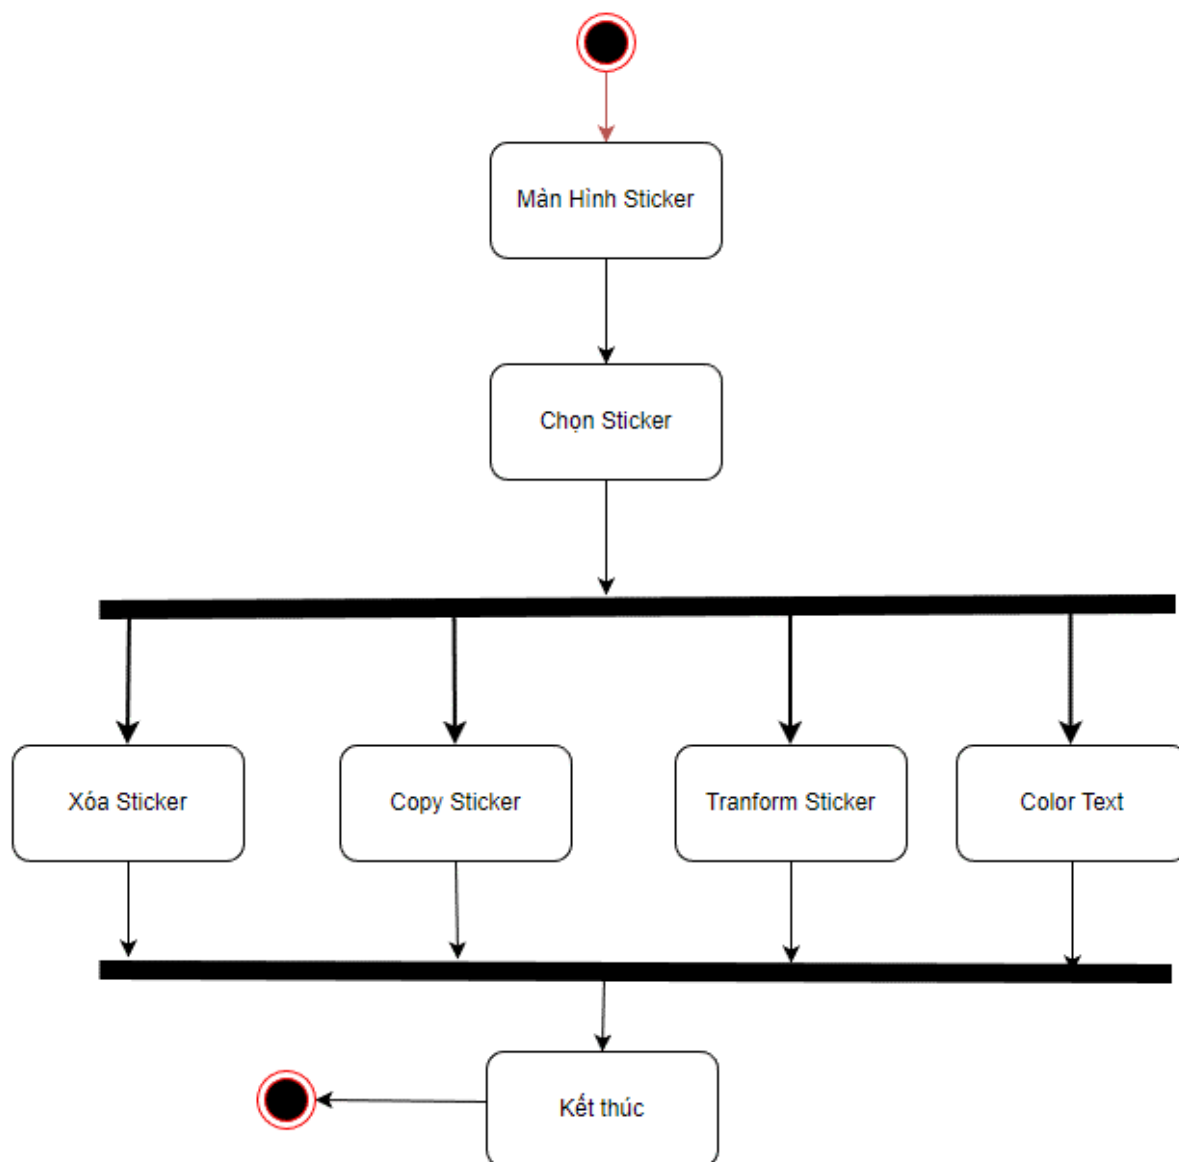 Màn Hình Sticker
Chọn Sticker
Xóa Sticker
Copy Sticker
Tranform Sticker
Color Text
Kết thúc